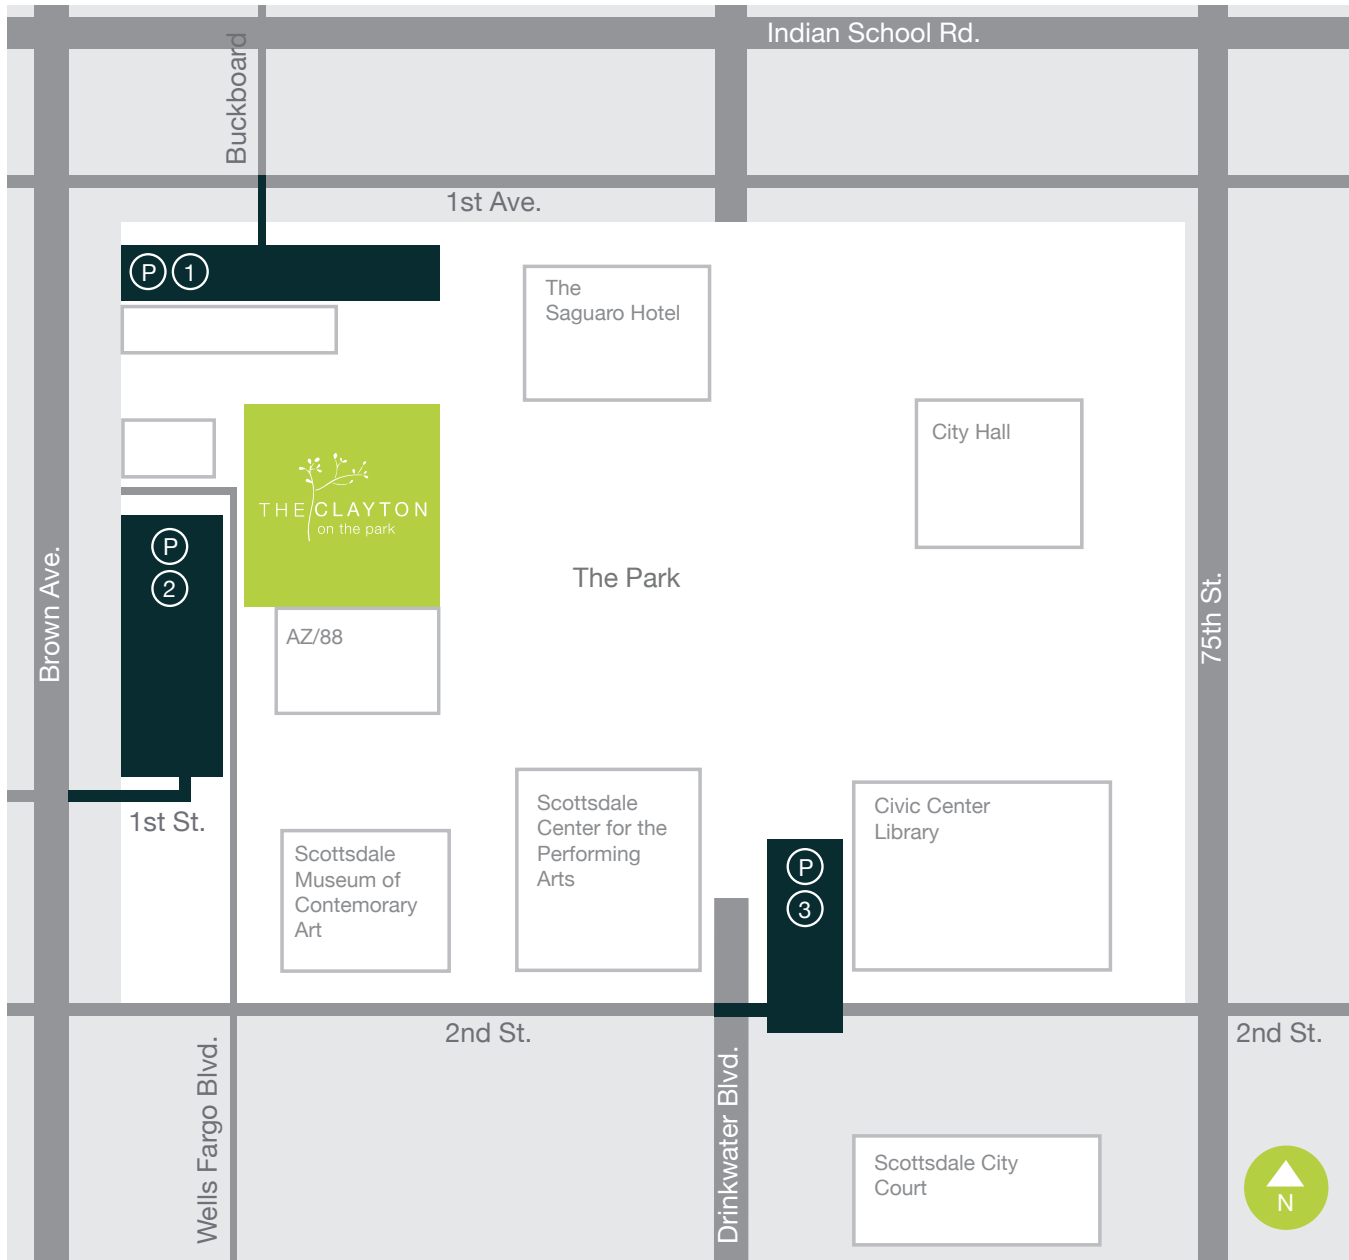 Indian School Rd.
Buckboard
1st Ave.
P 1
The
Saguaro Hotel
City Hall
THE CLAYTON
on the park
P
2
The Park
Brown Ave.
75th St.
AZ/88
1st St.
Scottsdale
Museum of
Contemorary
Art
Scottsdale
Center for the
Performing
Arts
P
3
Civic Center
Library
2nd St.
2nd St.
Wells Fargo Blvd.
Drinkwater Blvd.
Scottsdale City
Court
N